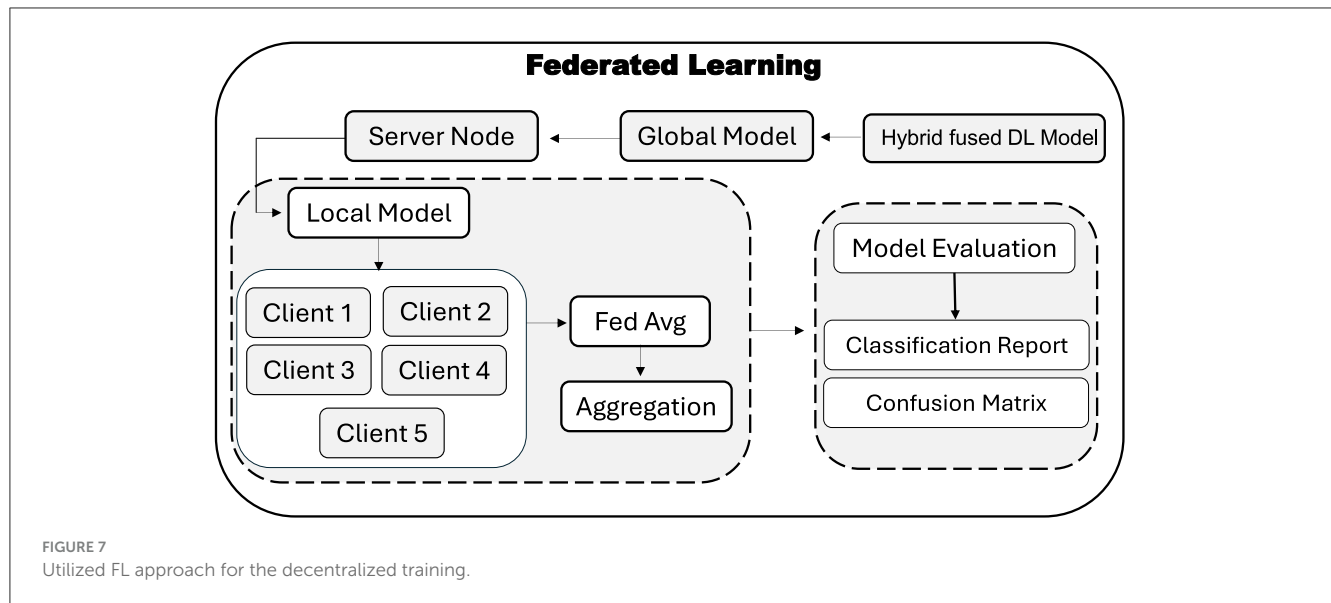 Federated Learning
Server Node
Global Model
Hybrid fused DL Model
Local Model
Client 1
Client 2
Client 3
Client 4
Client 5
Fed Avg
Aggregation
Model Evaluation
Classification Report
Confusion Matrix
FIGURE 7
Utilized FL approach for the decentralized training.